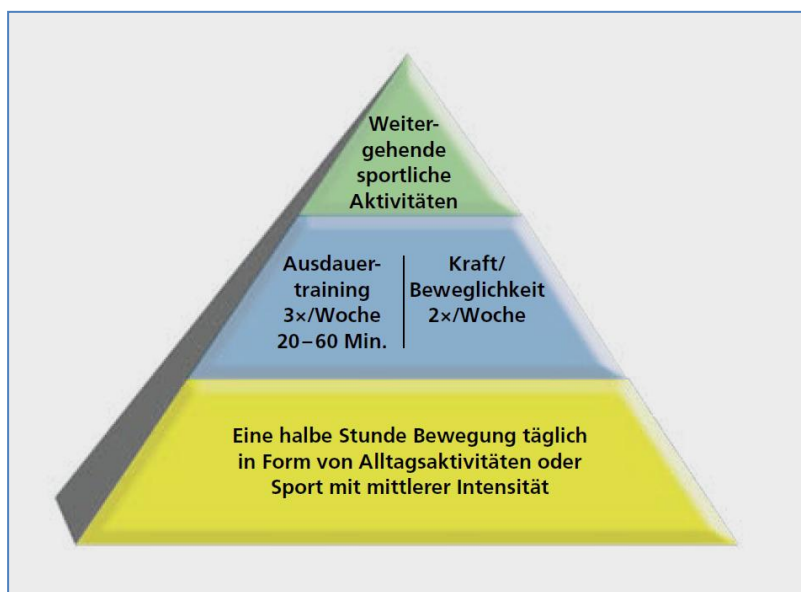 Weiter-
gehende
sportliche
Aktivitäten
Ausdauer-
training
3×/Woche
20–60 Min.
Kraft/
Beweglichkeit
2×/Woche
Eine halbe Stunde Bewegung täglich
in Form von Alltagsaktivitäten oder
Sport mit mittlerer Intensität